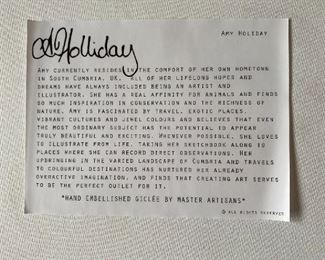 AMY HOLIDAY
A Holliday
AMY CURRENTLY RESIDES IN THE COMFORT OF HER OWN HOMETOWN
IN SOUTH CUMBRIA, UK. ALL OF HER LIFELONG HOPES AND
DREAMS HAVE ALWAYS INCLUDED BEING AN ARTIST AND
ILLUSTRATOR. SHE HAS A REAL AFFINITY FOR ANIMALS AND FINDS
SO MUCH INSPIRATION IN CONSERVATION AND THE RICHNESS OF
NATURE. AMY IS FASCINATED BY TRAVEL, EXOTIC PLACES,
VIBRANT CULTURES AND JEWEL COLOURS AND BELIEVES THAT EVEN
THE MOST ORDINARY SUBJECT HAS THE POTENTIAL TO APPEAR
TRULY BEAUTIFUL AND EXCITING. WHENEVER POSSIBLE, SHE LOVES
TO ILLUSTRATE FROM LIFE, TAKING HER SKETCHBOOK ALONG TO
PLACES WHERE SHE CAN RECORD DIRECT OBSERVATIONS. HER
UPBRINGING IN THE VARIED LANDSCAPE OF CUMBRIA AND TRAVELS
TO COLOURFUL DESTINATIONS HAS NURTURED HER ALREADY
OVERACTIVE IMAGINATION, AND FINDS THAT CREATING ART SERVES
TO BE THE PERFECT OUTLET FOR IT.
*HAND EMBELLISHED GICLÉE BY MASTER ARTISANS*
© ALL RIGHTS RESERVED